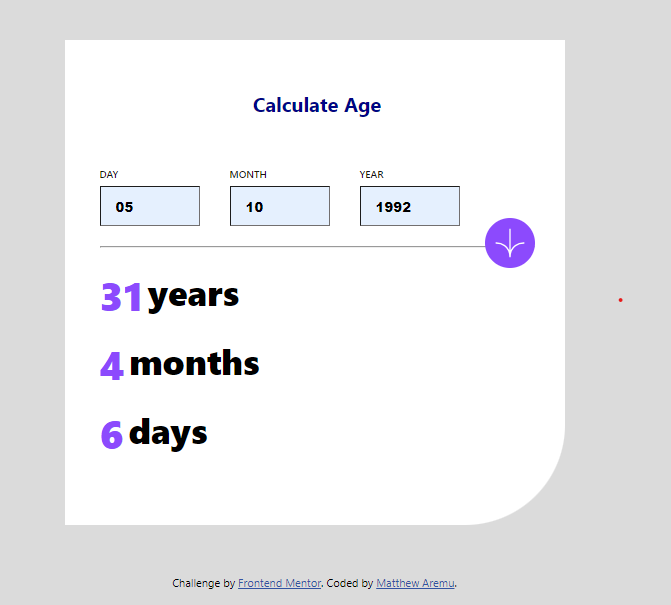 Calculate Age
DAY MONTH YEAR
05 10 1992
31 years
4 months
6 days
Challenge by Frontend Mentor. Coded by Matthew Aremu.